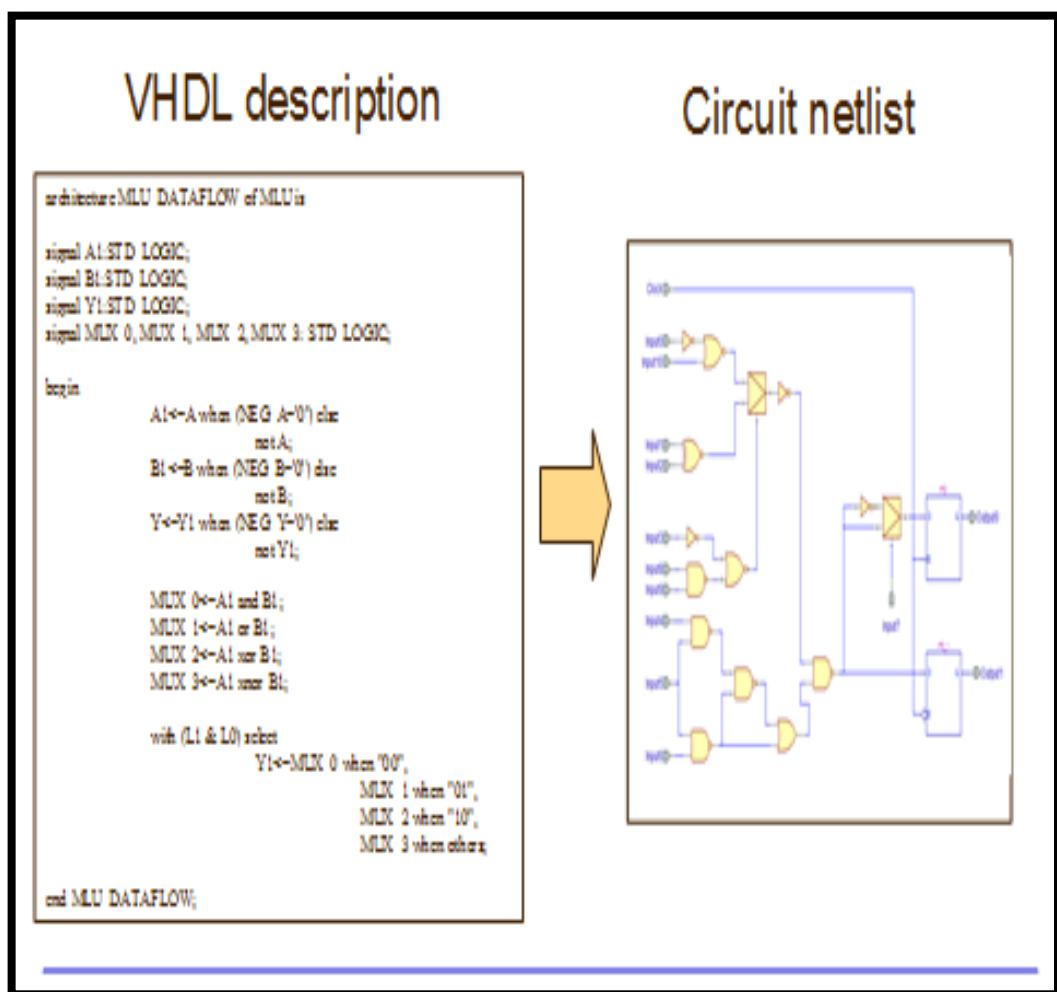 VHDL description
Circuit netlist
architecture MLU DATAFLOW of MLU is
signal A1:STD LOGIC;
signal B1:STD LOGIC;
signal Y1:STD LOGIC;
signal MUX 0, MUX 1, MUX 2, MUX 3: STD LOGIC;
begin
A1<=A when (NEG A='0') else
not A;
B1<=B when (NEG B='0') else
not B;
Y<=Y1 when (NEG Y='0') else
not Y1;
MUX 0<=A1 and B1;
MUX 1<=A1 or B1;
MUX 2<=A1 xor B1;
MUX 3<=A1 xnor B1;
with (L1 & L0) select
Y1<=MUX 0 when "00",
MUX 1 when "01",
MUX 2 when "10",
MUX 3 when others;
end MLU DATAFLOW;
Clock